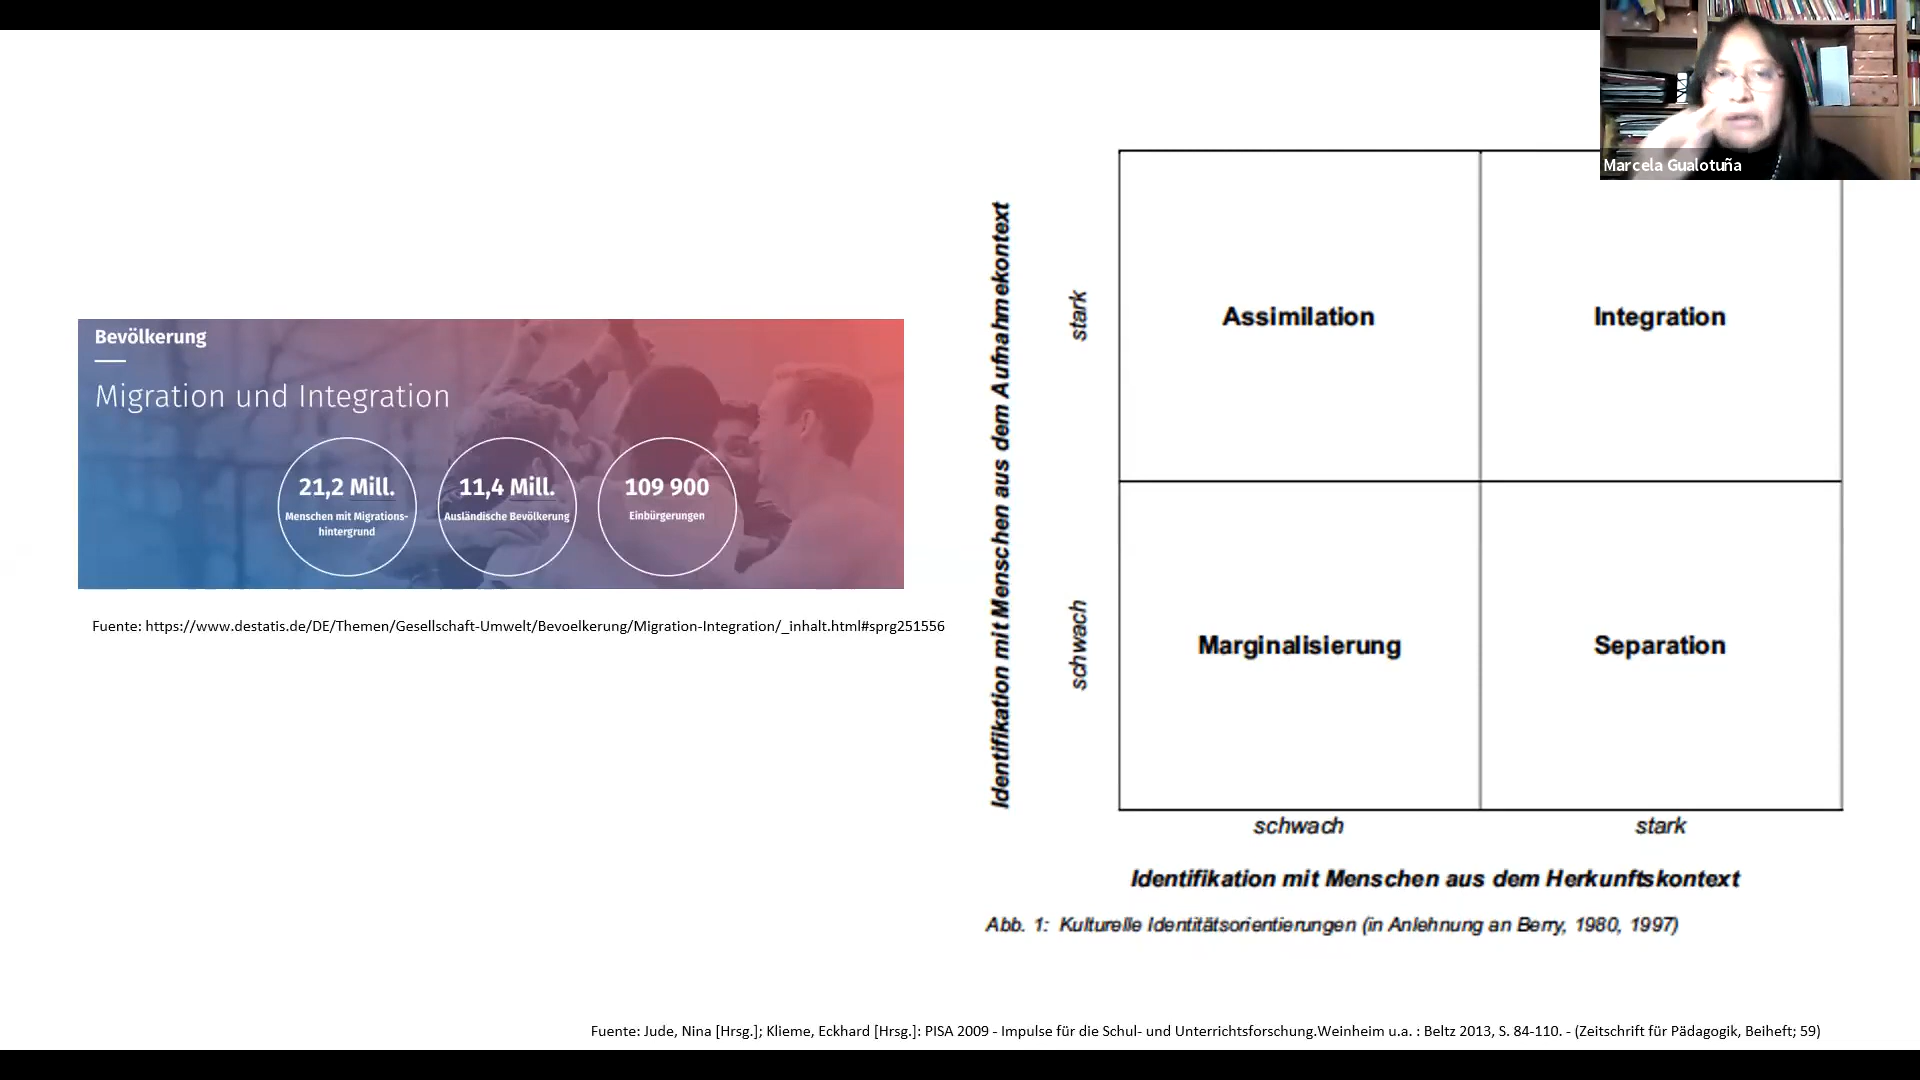 Marcela Gualotuña
Bevölkerung
Migration und Integration
21,2 Mill.
Menschen mit Migrations-
hintergrund
11,4 Mill.
Ausländische Bevölkerung
109 900
Einbürgerungen
Fuente: https://www.destatis.de/DE/Themen/Gesellschaft-Umwelt/Bevoelkerung/Migration-Integration/_inhalt.html#sprg251556
Identifikation mit Menschen aus dem Aufnahmekontext
stark
schwach
Assimilation
Integration
Marginalisierung
Separation
schwach
stark
Identifikation mit Menschen aus dem Herkunftskontext
Abb. 1: Kulturelle Identitätsorientierungen (in Anlehnung an Berry, 1980, 1997)
Fuente: Jude, Nina [Hrsg.]; Klieme, Eckhard [Hrsg.]: PISA 2009 - Impulse für die Schul- und Unterrichtsforschung.Weinheim u.a. : Beltz 2013, S. 84-110. - (Zeitschrift für Pädagogik, Beiheft; 59)